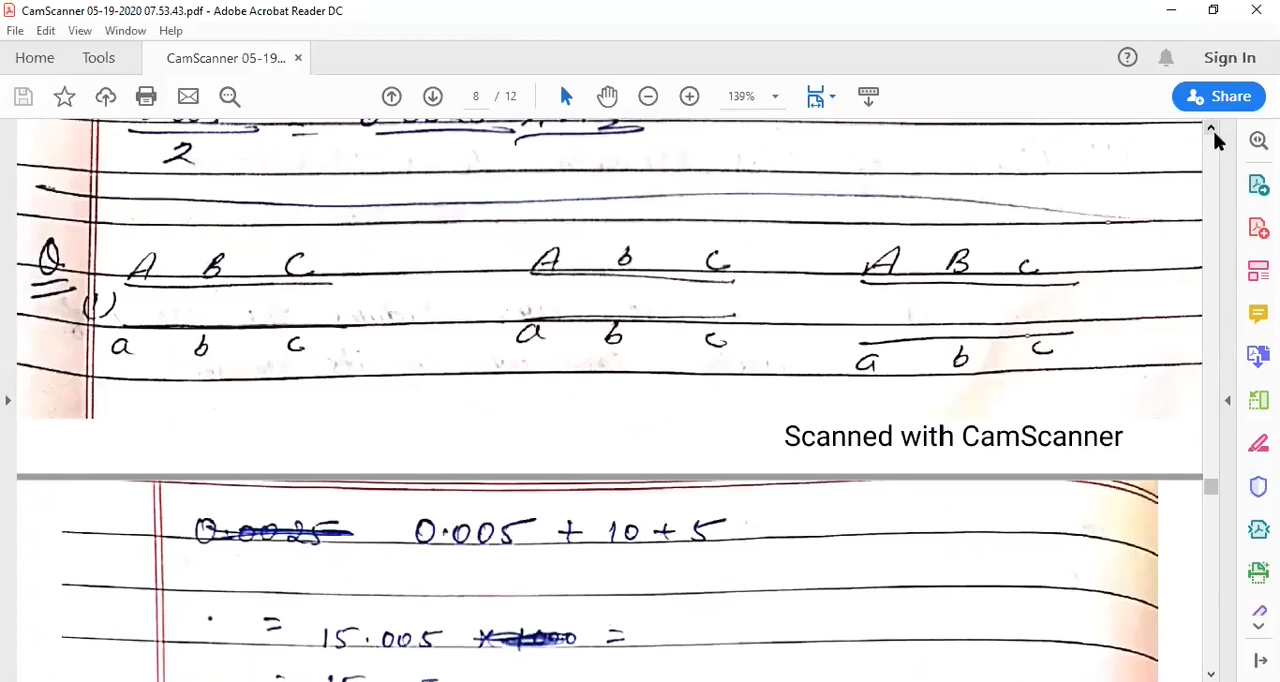 CamScanner 05-19-2020 07.53.43.pdf - Adobe Acrobat Reader DC
File Edit View Window Help
Home Tools CamScanner 05-19... × Sign In
8 / 12 139% Share
2
Q A B C A b C A B c
(1)
a b c a b c a b c
Scanned with CamScanner
0.0025 0.005 + 10 + 5
= 15.005 =